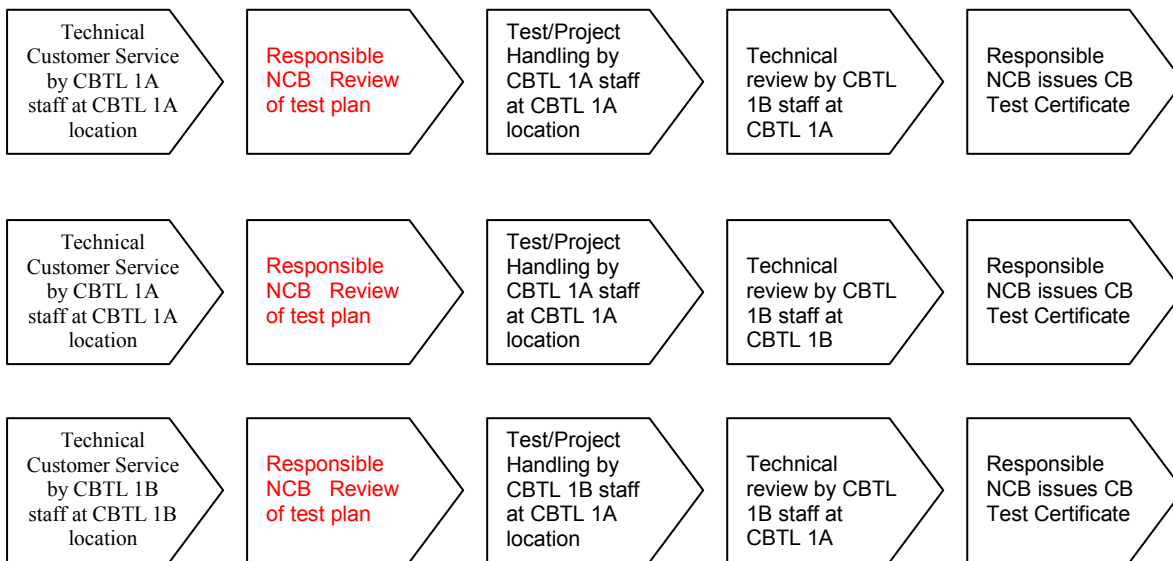 Technical
Customer Service
by CBTL 1A
staff at CBTL 1A
location
Responsible
NCB Review
of test plan
Test/Project
Handling by
CBTL 1A staff
at CBTL 1A
location
Technical
review by CBTL
1B staff at
CBTL 1A
Responsible
NCB issues CB
Test Certificate
Technical
Customer Service
by CBTL 1A
staff at CBTL 1A
location
Responsible
NCB Review
of test plan
Test/Project
Handling by
CBTL 1A staff
at CBTL 1A
location
Technical
review by CBTL
1B staff at
CBTL 1B
Responsible
NCB issues CB
Test Certificate
Technical
Customer Service
by CBTL 1B
staff at CBTL 1B
location
Responsible
NCB Review
of test plan
Test/Project
Handling by
CBTL 1B staff
at CBTL 1A
location
Technical
review by CBTL
1B staff at
CBTL 1A
Responsible
NCB issues CB
Test Certificate